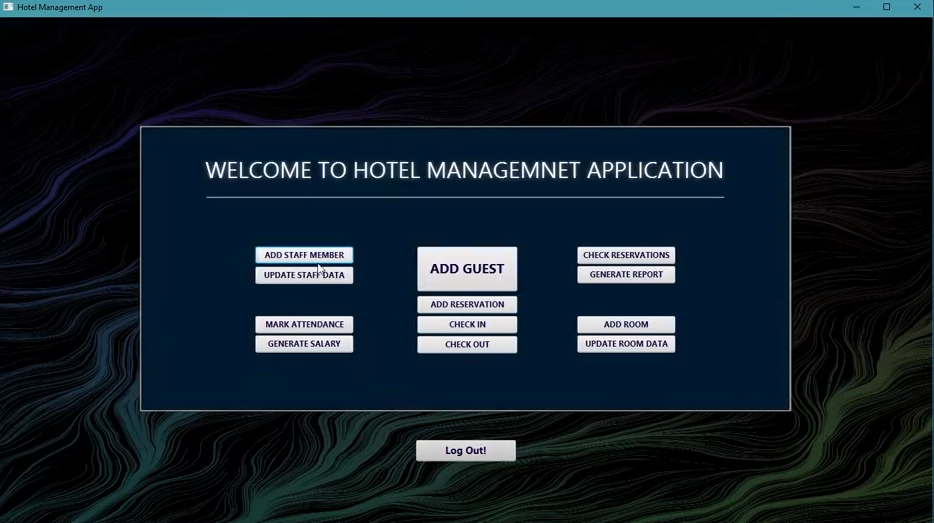 Hotel Management App
WELCOME TO HOTEL MANAGEMNET APPLICATION
ADD STAFF MEMBER
UPDATE STAFF DATA
MARK ATTENDANCE
GENERATE SALARY
ADD GUEST
ADD RESERVATION
CHECK IN
CHECK OUT
CHECK RESERVATIONS
GENERATE REPORT
ADD ROOM
UPDATE ROOM DATA
Log Out!